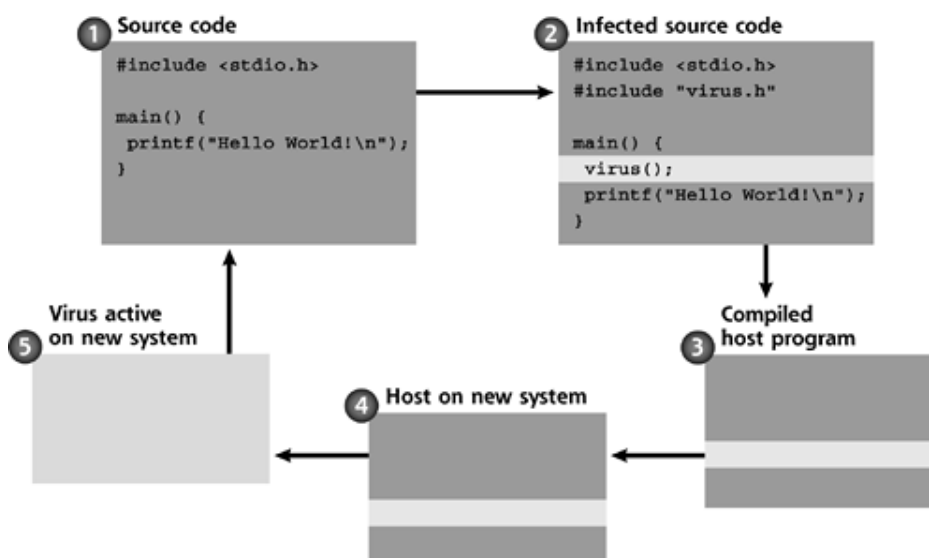 1 Source code
#include <stdio.h>
main() {
printf("Hello World!\n");
}
2 Infected source code
#include <stdio.h>
#include "virus.h"
main() {
virus();
printf("Hello World!\n");
}
3 Compiled
host program
4 Host on new system
5 Virus active
on new system